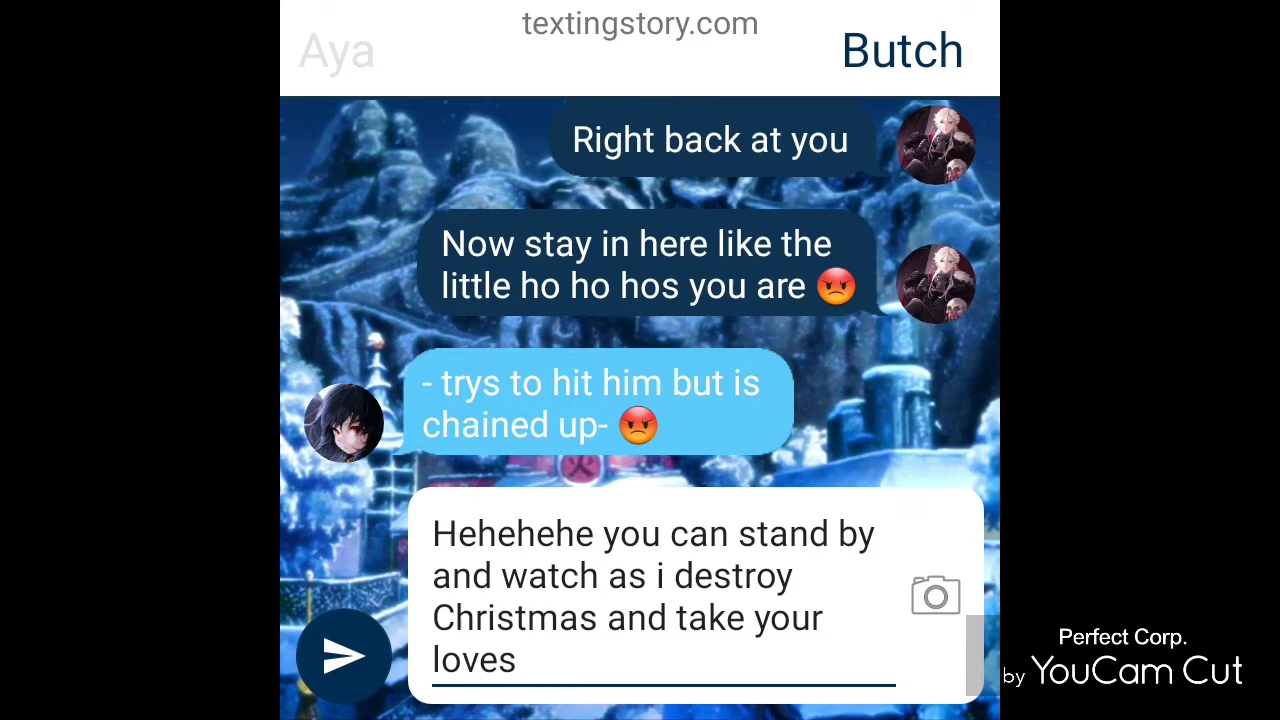 textingstory.com
Aya
Butch
Right back at you
Now stay in here like the
little ho ho hos you are 😡
- trys to hit him but is
chained up- 😡
火
Hehehehe you can stand by
and watch as i destroy
Christmas and take your
loves
Perfect Corp.
by YouCam Cut